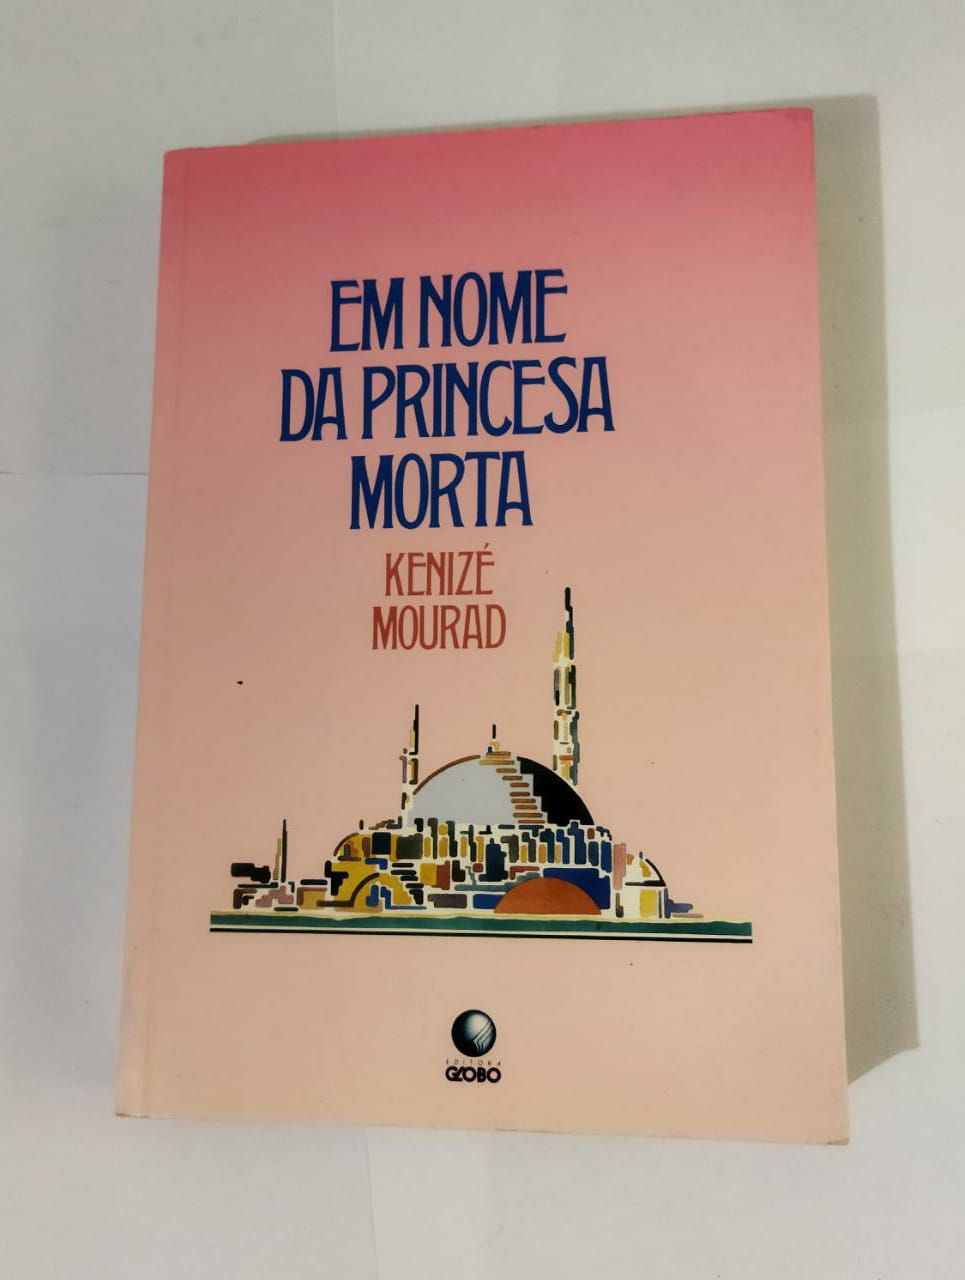 EM NOME
DA PRINCESA
MORTA
KENIZÉ
MOURAD
EDITORA
GLOBO